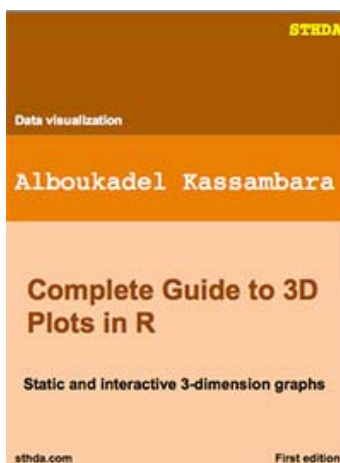 STHDA
Data visualization
Alboukadel Kassambara
Complete Guide to 3D
Plots in R
Static and interactive 3-dimension graphs
sthda.com First edition